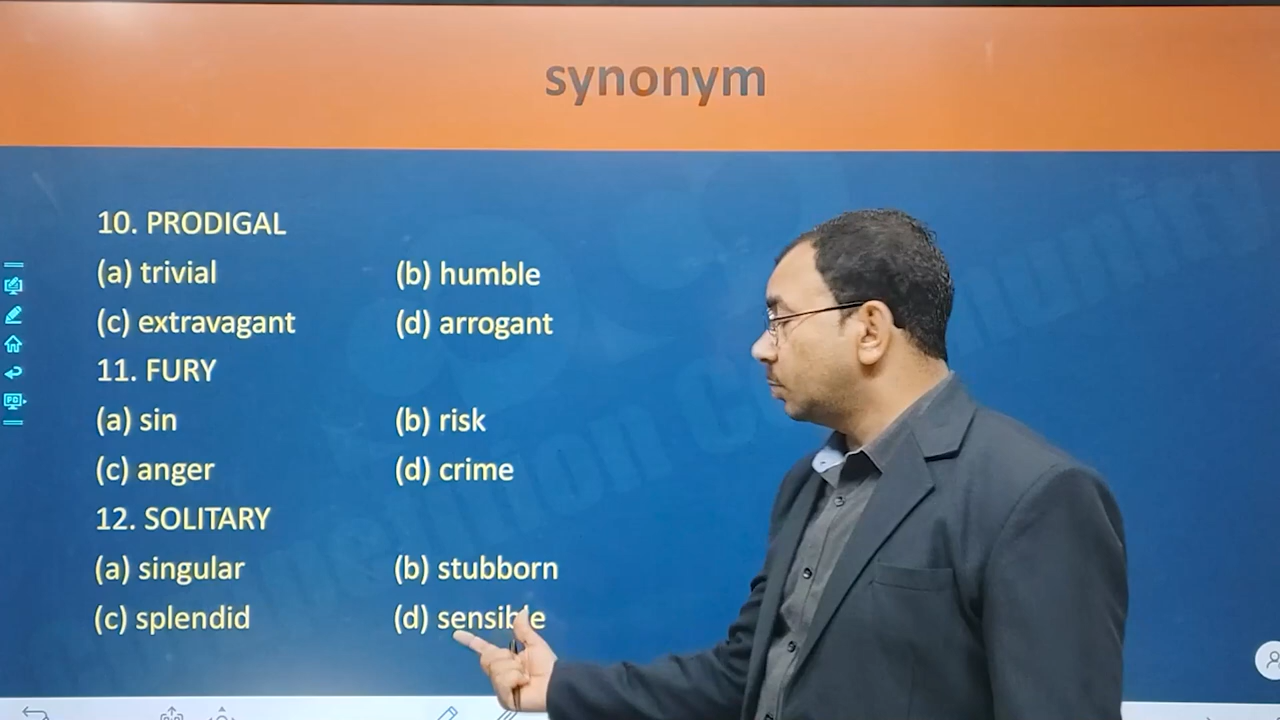 synonym
10. PRODIGAL
(a) trivial (b) humble
(c) extravagant (d) arrogant
11. FURY
(a) sin (b) risk
(c) anger (d) crime
12. SOLITARY
(a) singular (b) stubborn
(c) splendid (d) sensible